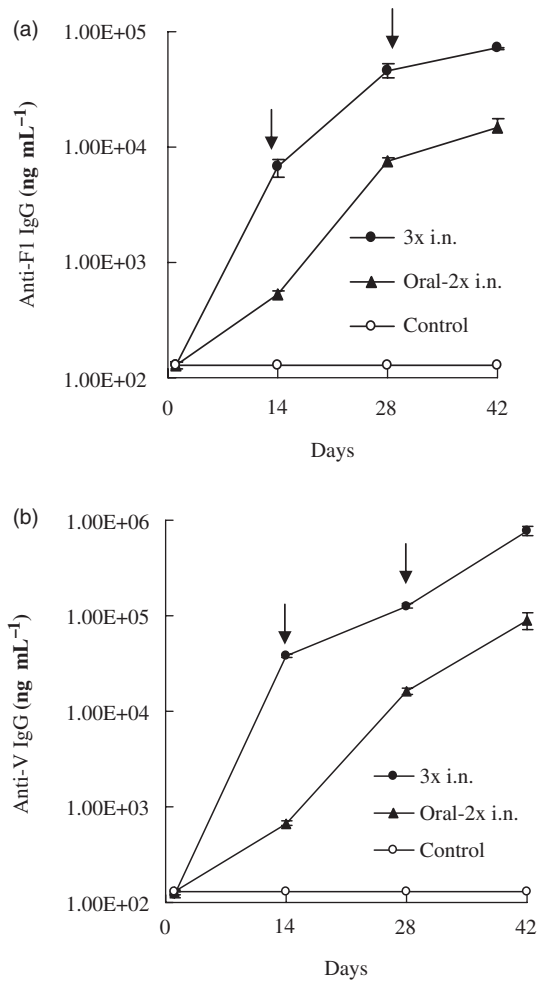 (a)
1.00E+05
1.00E+04
1.00E+03
1.00E+02
Anti-F1 IgG (ng mL−1)
3x i.n.
Oral-2x i.n.
Control
0 14 28 42
Days
(b)
1.00E+06
1.00E+05
1.00E+04
1.00E+03
1.00E+02
Anti-V IgG (ng mL−1)
3x i.n.
Oral-2x i.n.
Control
0 14 28 42
Days